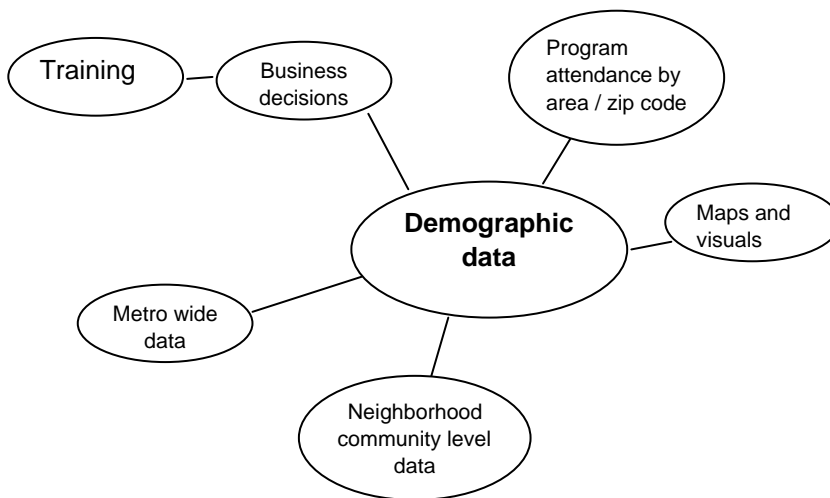 Training
Business
decisions
Program
attendance by
area / zip code
Demographic
data
Maps and
visuals
Metro wide
data
Neighborhood
community level
data